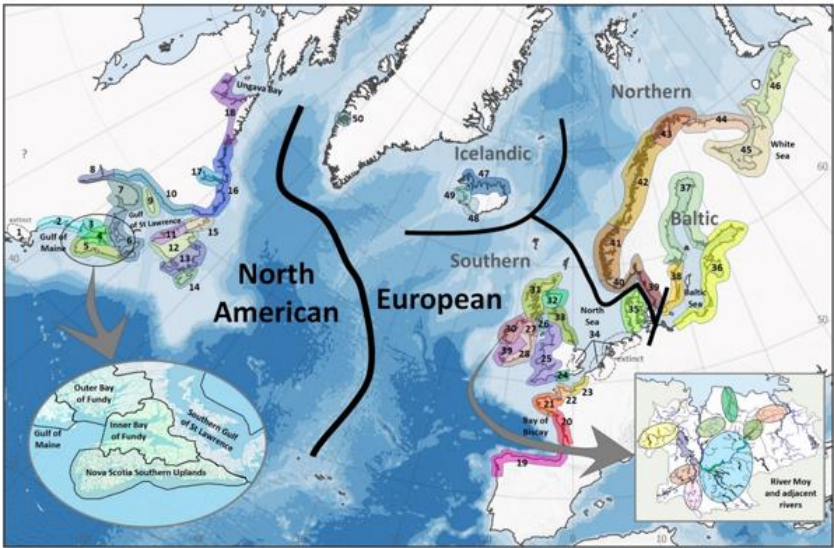 Northern
Icelandic
Baltic
Southern
North
American
European
Ungava Bay
Gulf of
St Lawrence
Gulf of
Maine
extinct
White
Sea
Baltic
Sea
North
Sea
extinct
Bay of
Biscay
?
1
2
3
4
5
6
7
8
9
10
11
12
13
14
15
16
17
18
19
20
21
22
23
24
25
26
27
28
39
30
31
32
33
34
35
36
37
38
39
40
41
42
43
44
45
46
47
48
49
50
40
60
50
10
Outer Bay
of Fundy
Gulf of
Maine
Inner Bay
of Fundy
Southern Gulf
of St Lawrence
Nova Scotia Southern Uplands
River Moy
and adjacent
rivers